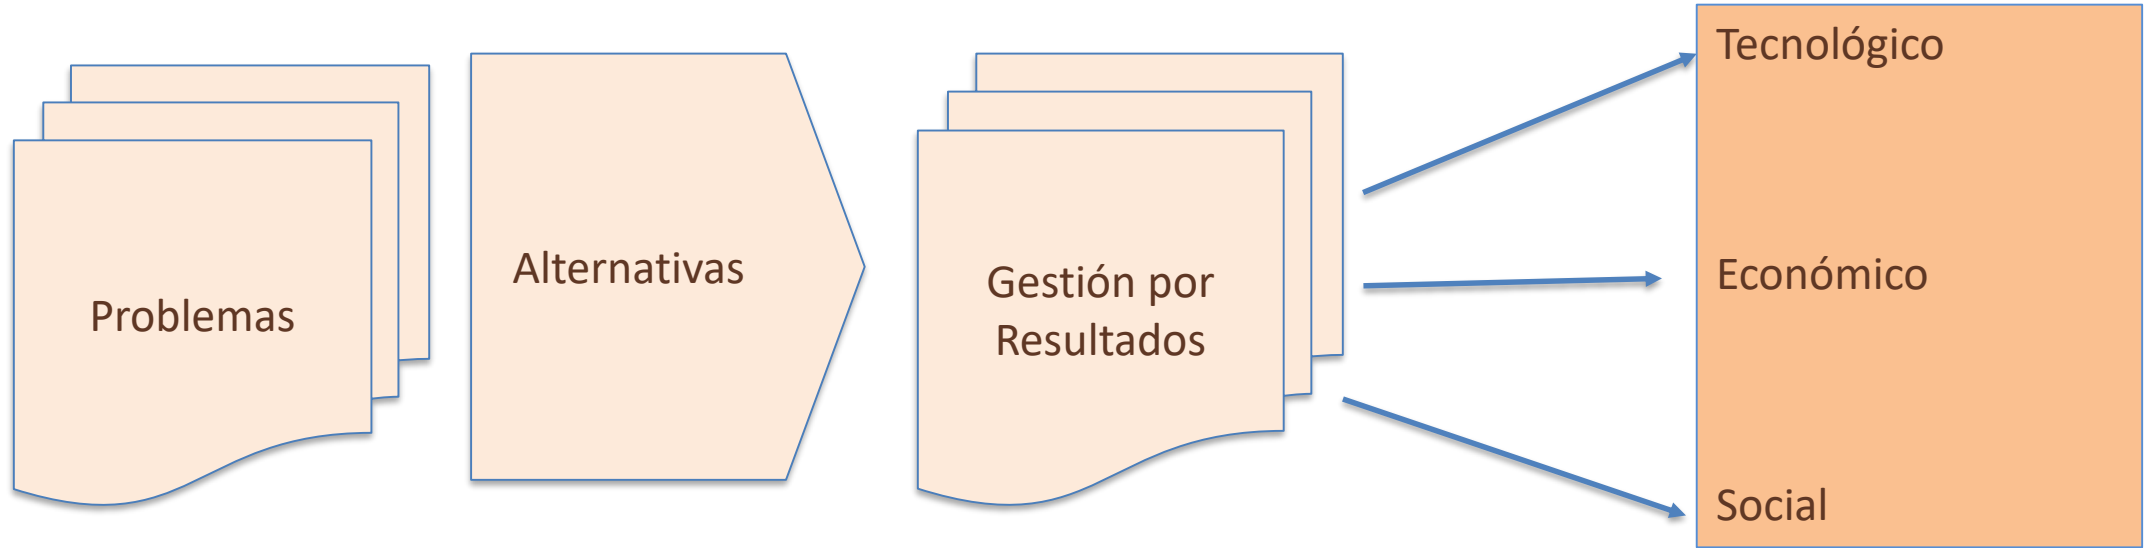 Problemas
Alternativas
Gestión por
Resultados
Tecnológico
Económico
Social